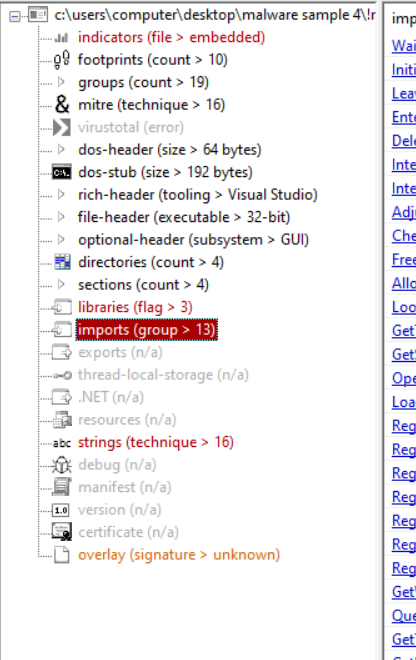 c:\users\computer\desktop\malware sample 4\!r
indicators (file > embedded)
footprints (count > 10)
groups (count > 19)
mitre (technique > 16)
virustotal (error)
dos-header (size > 64 bytes)
dos-stub (size > 192 bytes)
rich-header (tooling > Visual Studio)
file-header (executable > 32-bit)
optional-header (subsystem > GUI)
directories (count > 4)
sections (count > 4)
libraries (flag > 3)
imports (group > 13)
exports (n/a)
thread-local-storage (n/a)
.NET (n/a)
resources (n/a)
abc strings (technique > 16)
debug (n/a)
manifest (n/a)
1.0 version (n/a)
certificate (n/a)
overlay (signature > unknown)
imp
Wai
Initi
Lea
Ente
Dele
Inte
Inte
Adj
Che
Free
Allo
Loo
Get
Get
Ope
Loa
Reg
Reg
Reg
Reg
Reg
Reg
Reg
Get
Que
Get